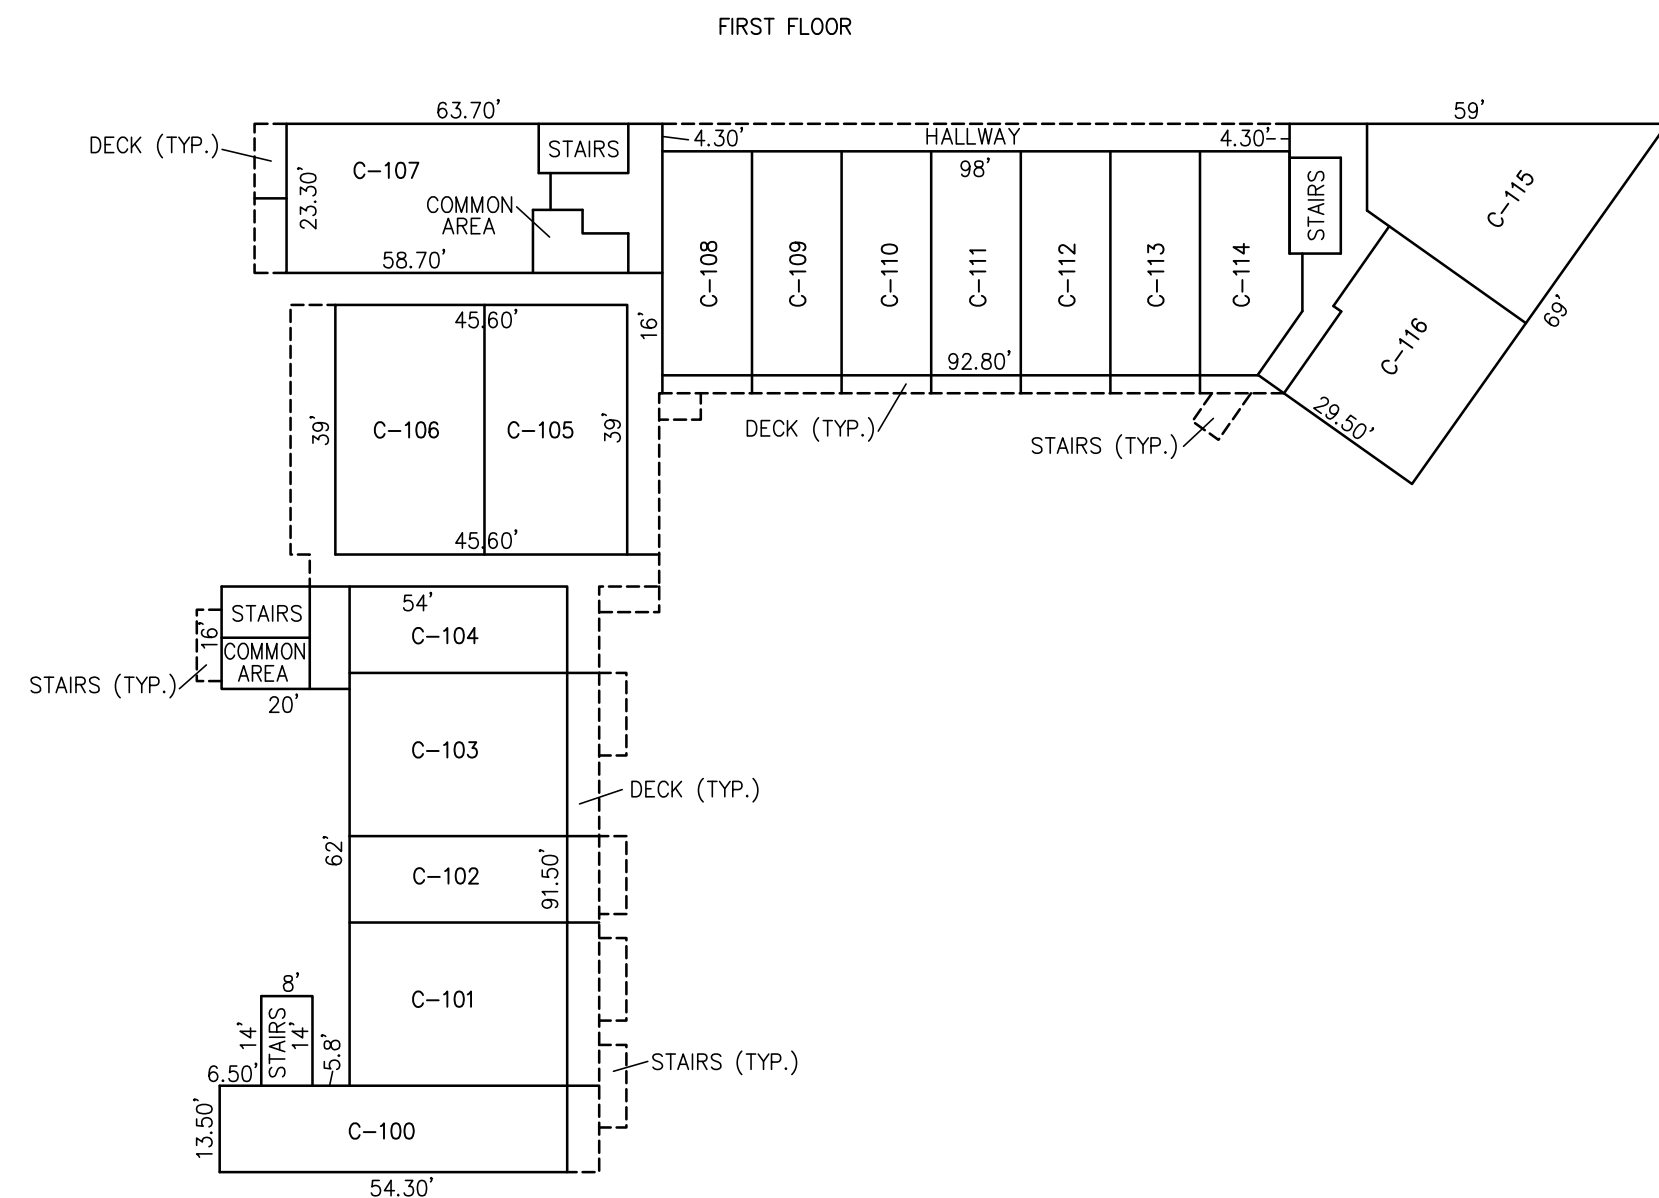 FIRST FLOOR
63.70'
59'
DECK (TYP.)
C-107
STAIRS
4.30'
HALLWAY
4.30'
98'
23.30'
COMMON
AREA
58.70'
C-108
C-109
C-110
C-111
C-112
C-113
C-114
STAIRS
C-115
C-116
69'
29.50'
45.60'
16'
92.80'
39'
C-106
C-105
39'
DECK (TYP.)
STAIRS (TYP.)
45.60'
STAIRS
16'
COMMON
AREA
STAIRS (TYP.)
20'
54'
C-104
C-103
DECK (TYP.)
62'
C-102
91.50'
C-101
8'
14'
STAIRS
14'
5.8'
6.50'
STAIRS (TYP.)
13.50'
C-100
54.30'